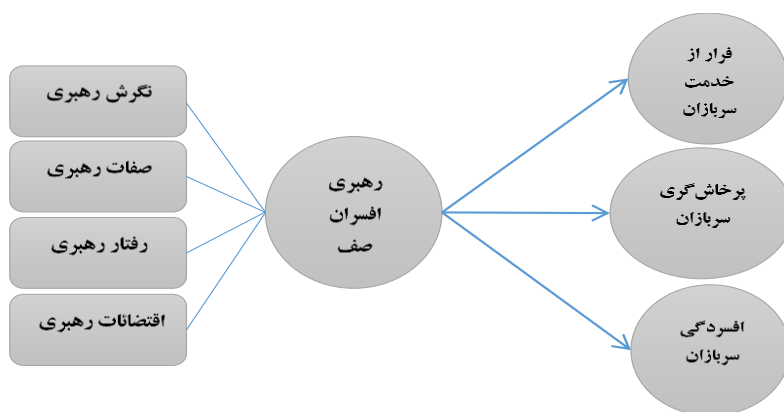 نگرش رهبری
صفات رهبری
رفتار رهبری
اقتضائات رهبری
رهبری
افسران
صف
فرار از
خدمت
سربازان
پرخاش‌گری
سربازان
افسردگی
سربازان